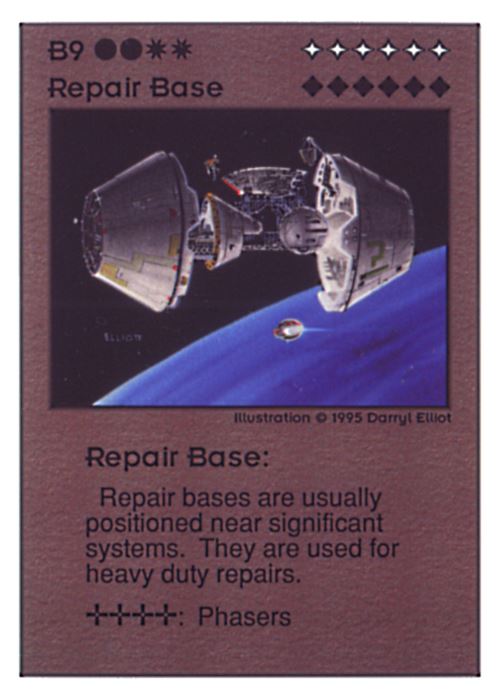 B9
Repair Base
ELLIOTT
Illustration © 1995 Darryl Elliot
Repair Base:
Repair bases are usually
positioned near significant
systems. They are used for
heavy duty repairs.
: Phasers